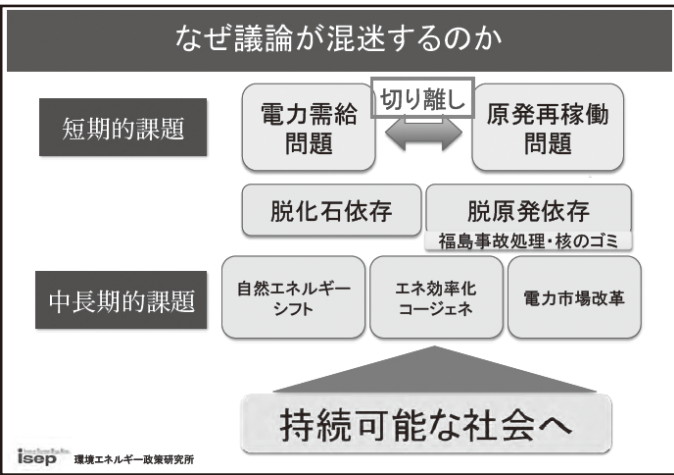 なぜ議論が混迷するのか
短期的課題
電力需給
問題
切り離し
原発再稼働
問題
脱化石依存
脱原発依存
福島事故処理・核のゴミ
中長期的課題
自然エネルギー
シフト
エネ効率化
コージェネ
電力市場改革
持続可能な社会へ
isep 環境エネルギー政策研究所